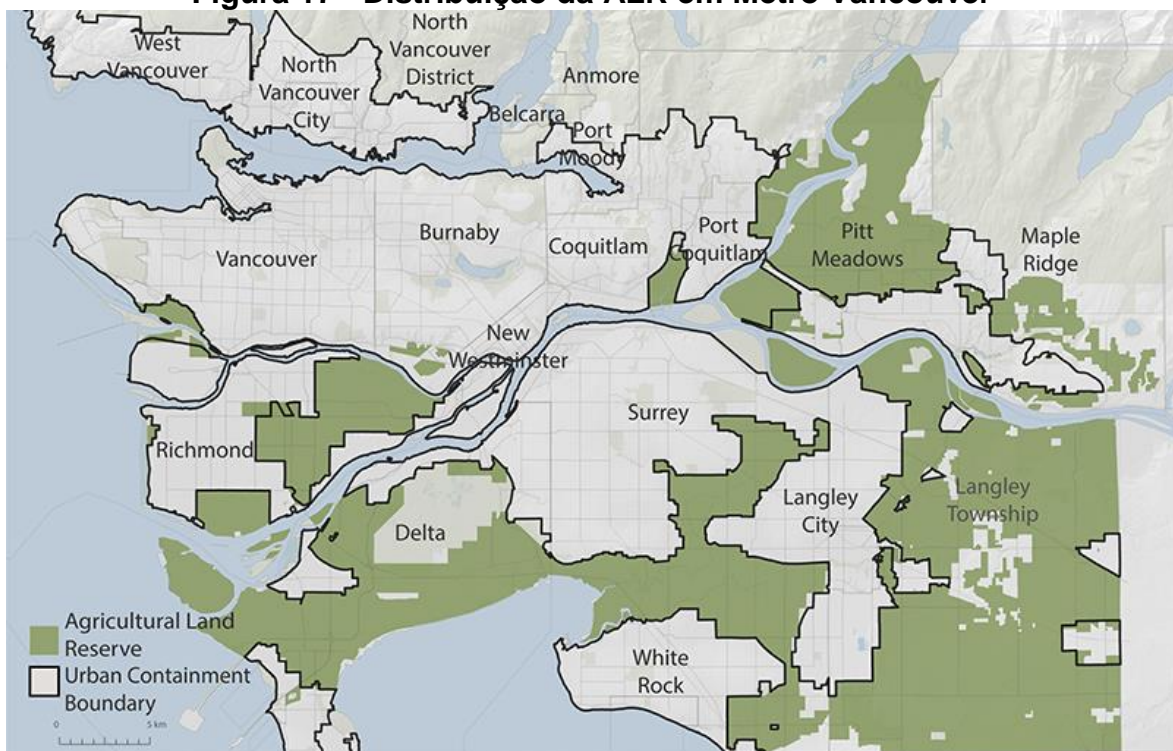 Figura - Distribuição da ALR em Metro Vancouver
West
Vancouver
North
Vancouver
City
North
Vancouver
District
Anmore
Belcarra
Port
Moody
Vancouver
Burnaby
Coquitlam
Port
Coquitlam
Pitt
Meadows
Maple
Ridge
New
Westminster
Richmond
Surrey
Delta
Langley
City
Langley
Township
White
Rock
Agricultural Land
Reserve
Urban Containment
Boundary
0 5 km